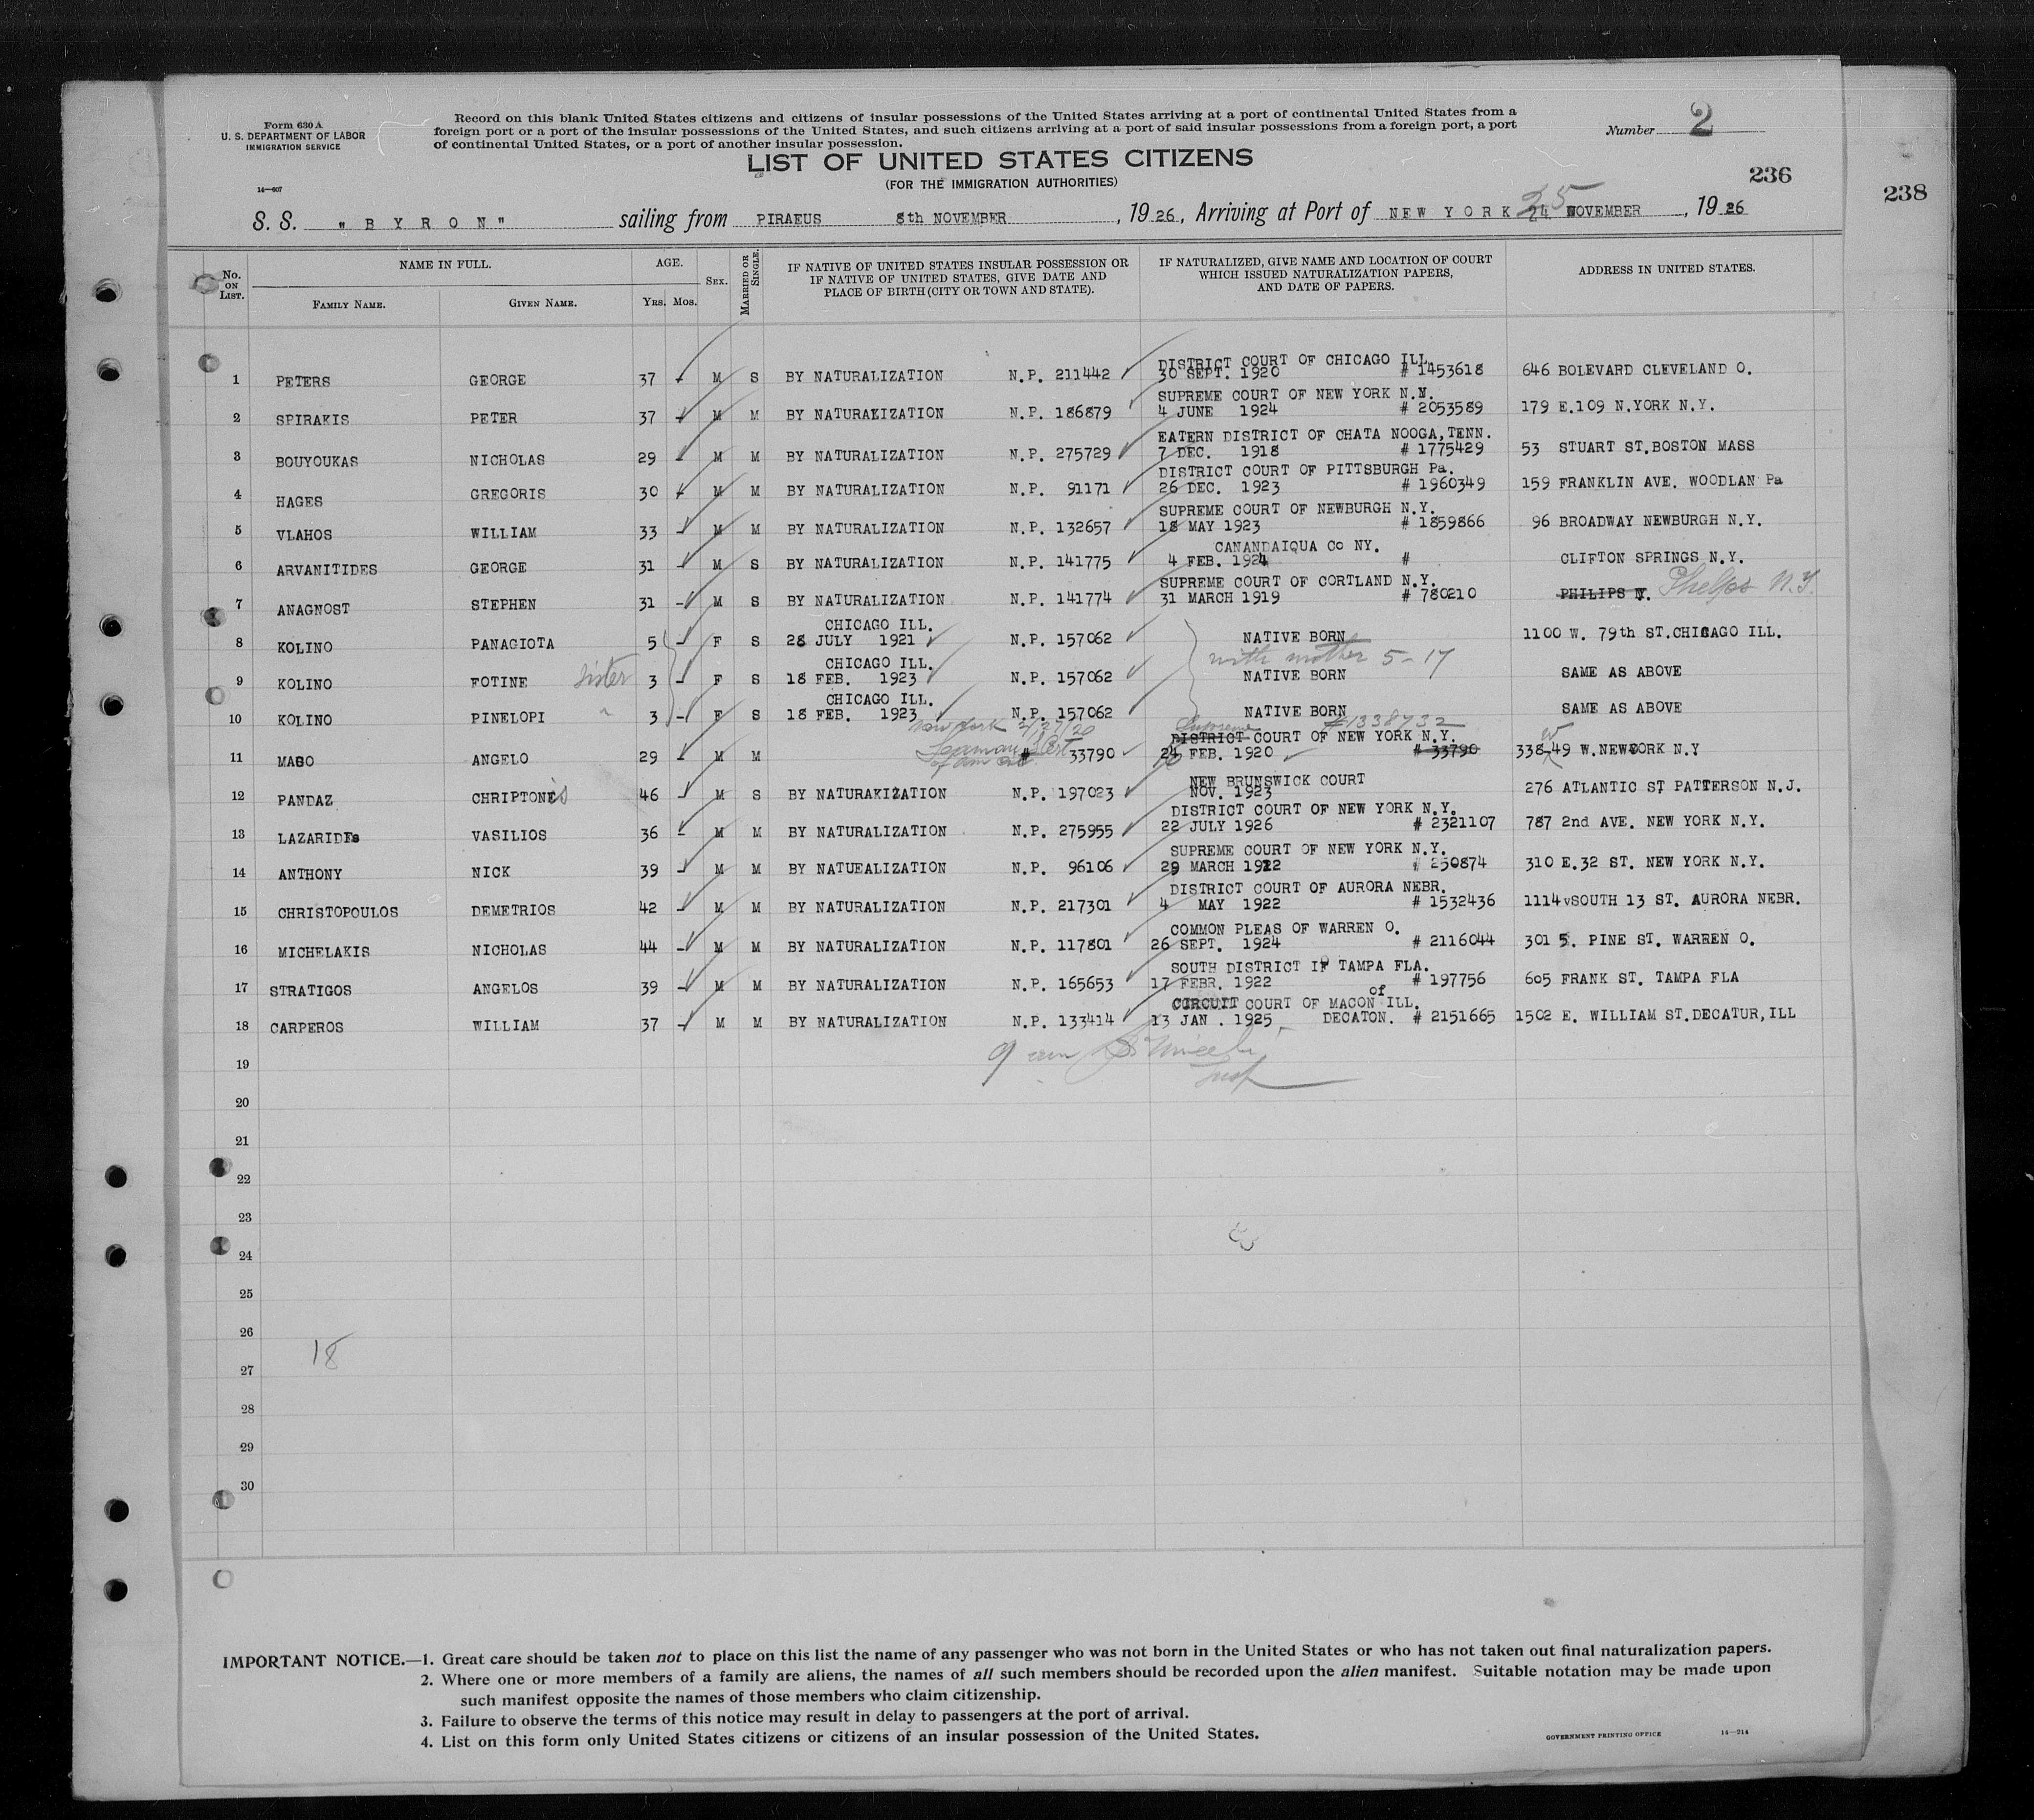 Form 630 A
U. S. DEPARTMENT OF LABOR
IMMIGRATION SERVICE
14—607
Record on this blank United States citizens and citizens of insular possessions of the United States arriving at a port of continental United States from a
foreign port or a port of the insular possessions of the United States, and such citizens arriving at a port of said insular possessions from a foreign port, a port
of continental United States, or a port of another insular possession.
Number 2
LIST OF UNITED STATES CITIZENS
(FOR THE IMMIGRATION AUTHORITIES)
236
238
S. S. "BYRON" sailing from PIRAEUS 8th NOVEMBER, 1926, Arriving at Port of NEW YORK 24 25 NOVEMBER, 1926
No. ON LIST.
NAME IN FULL.
FAMILY NAME.
GIVEN NAME.
AGE.
YRS. MOS.
SEX.
MARRIED OR SINGLE.
IF NATIVE OF UNITED STATES INSULAR POSSESSION OR
IF NATIVE OF UNITED STATES, GIVE DATE AND
PLACE OF BIRTH (CITY OR TOWN AND STATE).
IF NATURALIZED, GIVE NAME AND LOCATION OF COURT
WHICH ISSUED NATURALIZATION PAPERS,
AND DATE OF PAPERS.
ADDRESS IN UNITED STATES.
DISTRICT COURT OF CHICAGO ILL
1 PETERS GEORGE 37 - M S BY NATURALIZATION N.P. 211442 30 SEPT. 1920 # 1453618 646 BOLEVARD CLEVELAND O.
SUPREME COURT OF NEW YORK N.Y.
2 SPIRAKIS PETER 37 - M M BY NATURAKIZATION N.P. 186879 4 JUNE 1924 # 2053589 179 E.109 N.YORK N.Y.
EATERN DISTRICT OF CHATA NOOGA,TENN.
3 BOUYOUKAS NICHOLAS 29 - M M BY NATURALIZATION N.P. 275729 7 DEC. 1918 # 1775429 53 STUART ST.BOSTON MASS
DISTRICT COURT OF PITTSBURGH Pa.
4 HAGES GREGORIS 30 - M M BY NATURALIZATION N.P. 91171 26 DEC. 1923 # 1960349 159 FRANKLIN AVE. WOODLAN Pa
SUPREME COURT OF NEWBURGH N.Y.
5 VLAHOS WILLIAM 33 - M M BY NATURALIZATION N.P. 132657 18 MAY 1923 # 1859866 96 BROADWAY NEWBURGH N.Y.
CANANDAIQUA Co NY.
6 ARVANITIDES GEORGE 31 - M S BY NATURALIZATION N.P. 141775 4 FEB. 1924 # CLIFTON SPRINGS N.Y.
SUPREME COURT OF CORTLAND N.Y.
7 ANAGNOST STEPHEN 31 - M S BY NATURALIZATION N.P. 141774 31 MARCH 1919 # 780210 PHILIPS Y. Phelps N.Y.
CHICAGO ILL.
8 KOLINO PANAGIOTA 5 - F S 28 JULY 1921 N.P. 157062 NATIVE BORN 1100 W. 79th ST.CHICAGO ILL.
CHICAGO ILL. with mother 5-17
9 KOLINO FOTINE sister 3 - F S 18 FEB. 1923 N.P. 157062 NATIVE BORN SAME AS ABOVE
CHICAGO ILL.
10 KOLINO PINELOPI " 3 - F S 18 FEB. 1923 N.P. 157062 NATIVE BORN SAME AS ABOVE
New York 2/27/20 Supreme #1338732
Seaman's Cert DISTRICT COURT OF NEW YORK N.Y.
11 MAGO ANGELO 29 - M M of Am Cit # 33790 26 FEB. 1920 # 33790 338-49 W.NEW YORK N.Y
NEW BRUNSWICK COURT
12 PANDAZ CHRIPTONIS 46 - M S BY NATURAKIZATION N.P. 197023 NOV. 1923 276 ATLANTIC ST PATTERSON N.J.
DISTRICT COURT OF NEW YORK N.Y.
13 LAZARIDES VASILIOS 36 - M M BY NATURALIZATION N.P. 275955 22 JULY 1926 # 2321107 787 2nd AVE. NEW YORK N.Y.
SUPREME COURT OF NEW YORK N.Y.
14 ANTHONY NICK 39 - M M BY NATUEALIZATION N.P. 96106 29 MARCH 1912 # 250874 310 E.32 ST. NEW YORK N.Y.
DISTRICT COURT OF AURORA NEBR.
15 CHRISTOPOULOS DEMETRIOS 42 - M M BY NATURALIZATION N.P. 217301 4 MAY 1922 # 1532436 1114 SOUTH 13 ST. AURORA NEBR.
COMMON PLEAS OF WARREN O.
16 MICHELAKIS NICHOLAS 44 - M M BY NATURALIZATION N.P. 117801 26 SEPT. 1924 # 2116044 301 S. PINE ST. WARREN O.
SOUTH DISTRICT IF TAMPA FLA.
17 STRATIGOS ANGELOS 39 - M M BY NATURALIZATION N.P. 165653 17 FEBR. 1922 # 197756 605 FRANK ST. TAMPA FLA
CIRCUIT COURT OF MACON of ILL.
18 CARPEROS WILLIAM 37 - M M BY NATURALIZATION N.P. 133414 13 JAN . 1925 DECATON. # 2151665 1502 E. WILLIAM ST.DECATUR,ILL
19
20
21
22
23
24
25
26
18
27
28
29
30
IMPORTANT NOTICE.—1. Great care should be taken not to place on this list the name of any passenger who was not born in the United States or who has not taken out final naturalization papers.
2. Where one or more members of a family are aliens, the names of all such members should be recorded upon the alien manifest. Suitable notation may be made upon
such manifest opposite the names of those members who claim citizenship.
3. Failure to observe the terms of this notice may result in delay to passengers at the port of arrival.
4. List on this form only United States citizens or citizens of an insular possession of the United States.
GOVERNMENT PRINTING OFFICE 14—214